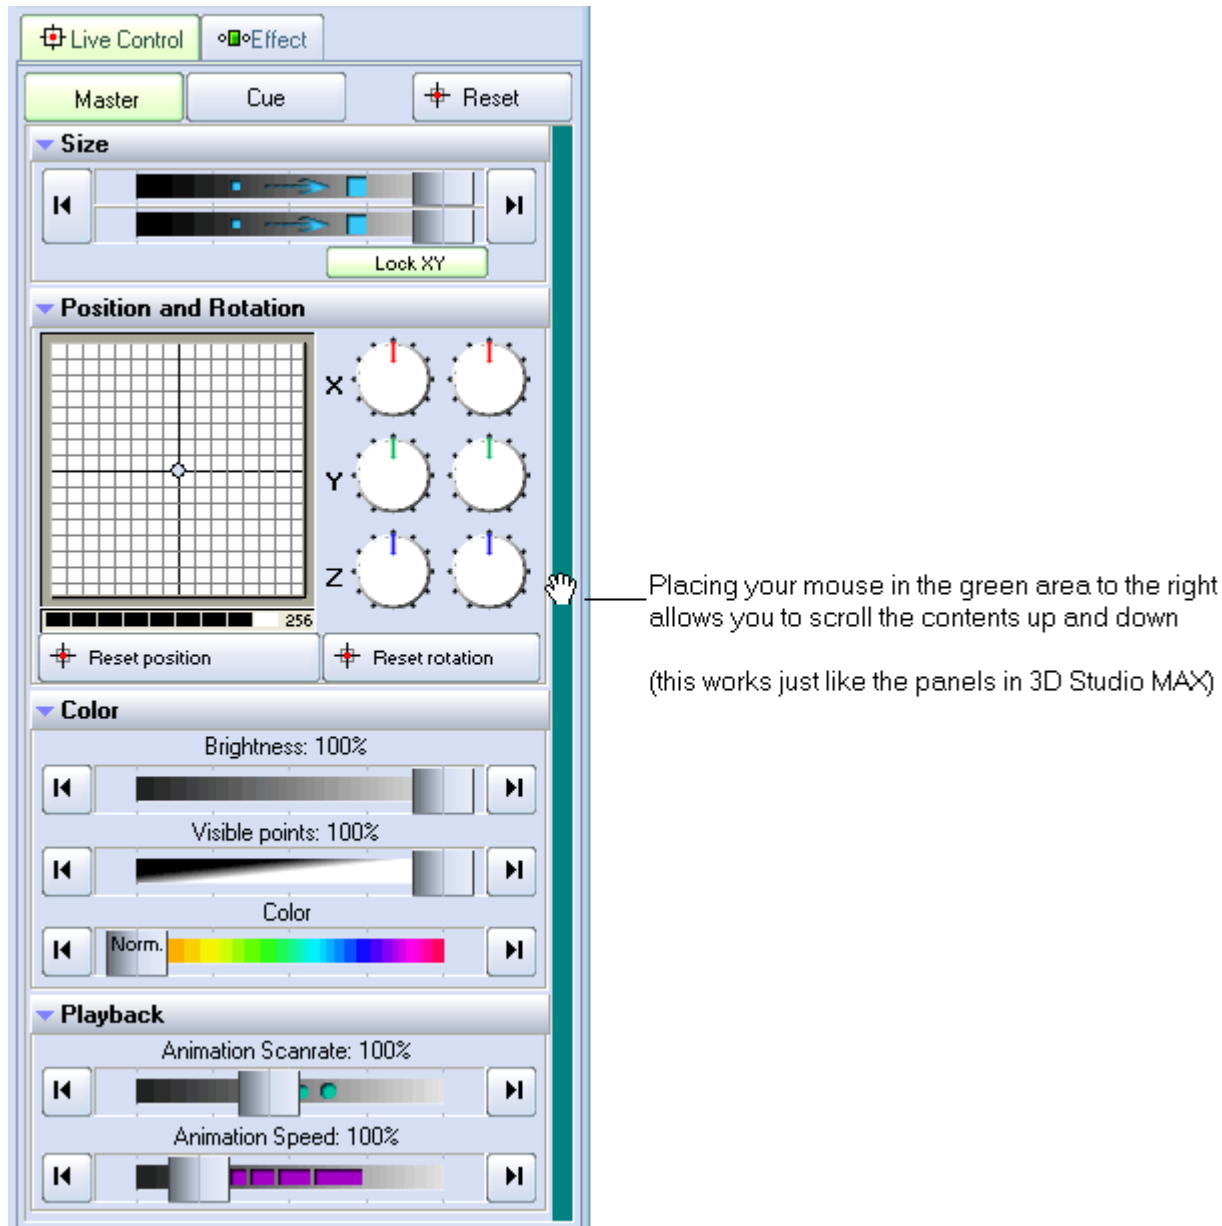 Live Control Effect
Master Cue Reset
Size
Lock XY
Position and Rotation
X
Y
Z
256
Reset position Reset rotation
Placing your mouse in the green area to the right
allows you to scroll the contents up and down
(this works just like the panels in 3D Studio MAX)
Color
Brightness: 100%
Visible points: 100%
Color
Norm.
Playback
Animation Scanrate: 100%
Animation Speed: 100%